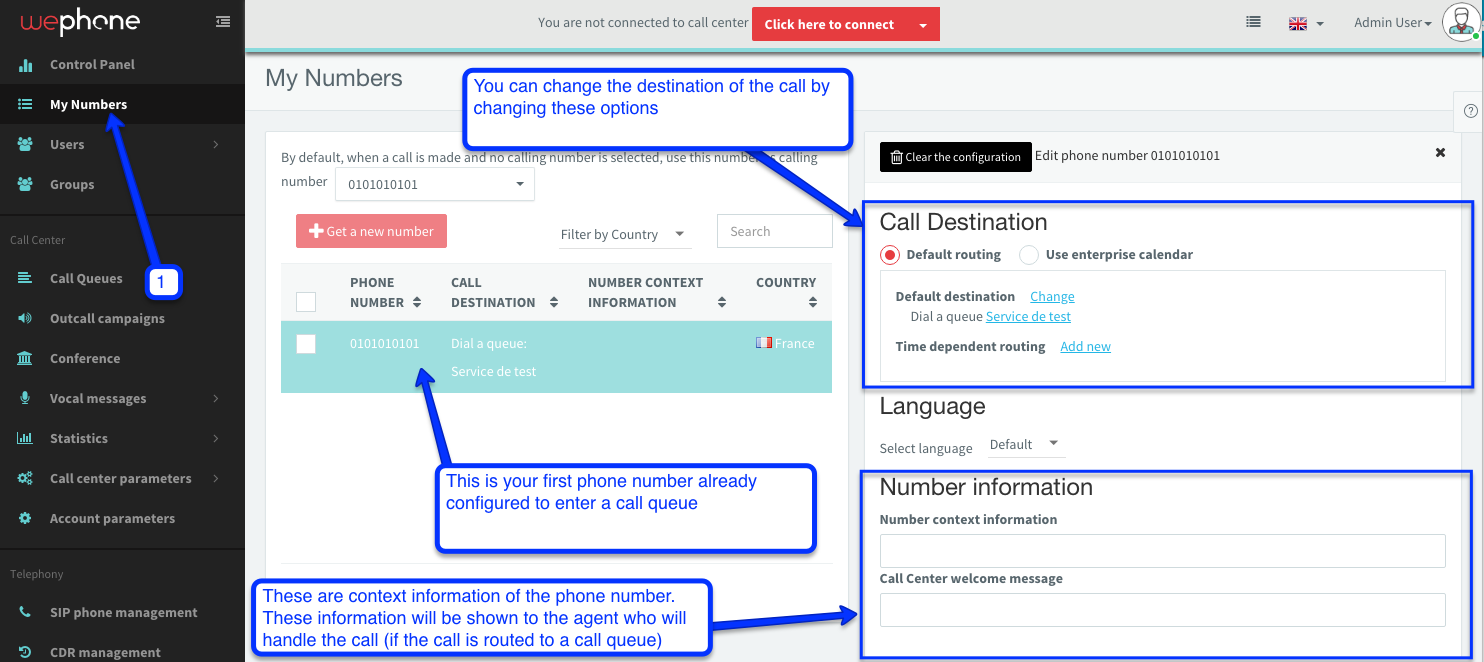 wephone
Control Panel
My Numbers
Users
Groups
Call Center
Call Queues
1
Outcall campaigns
Conference
Vocal messages
Statistics
Call center parameters
Account parameters
Telephony
SIP phone management
CDR management
You are not connected to call center
Click here to connect
Admin User
My Numbers
You can change the destination of the call by
changing these options
By default, when a call is made and no calling number is selected, use this number as calling
number 0101010101
Get a new number
Filter by Country
Search
PHONE NUMBER
CALL DESTINATION
NUMBER CONTEXT INFORMATION
COUNTRY
0101010101
Dial a queue:
Service de test
France
This is your first phone number already
configured to enter a call queue
These are context information of the phone number.
These information will be shown to the agent who will
handle the call (if the call is routed to a call queue)
Clear the configuration
Edit phone number 0101010101
Call Destination
Default routing
Use enterprise calendar
Default destination Change
Dial a queue Service de test
Time dependent routing Add new
Language
Select language Default
Number information
Number context information
Call Center welcome message